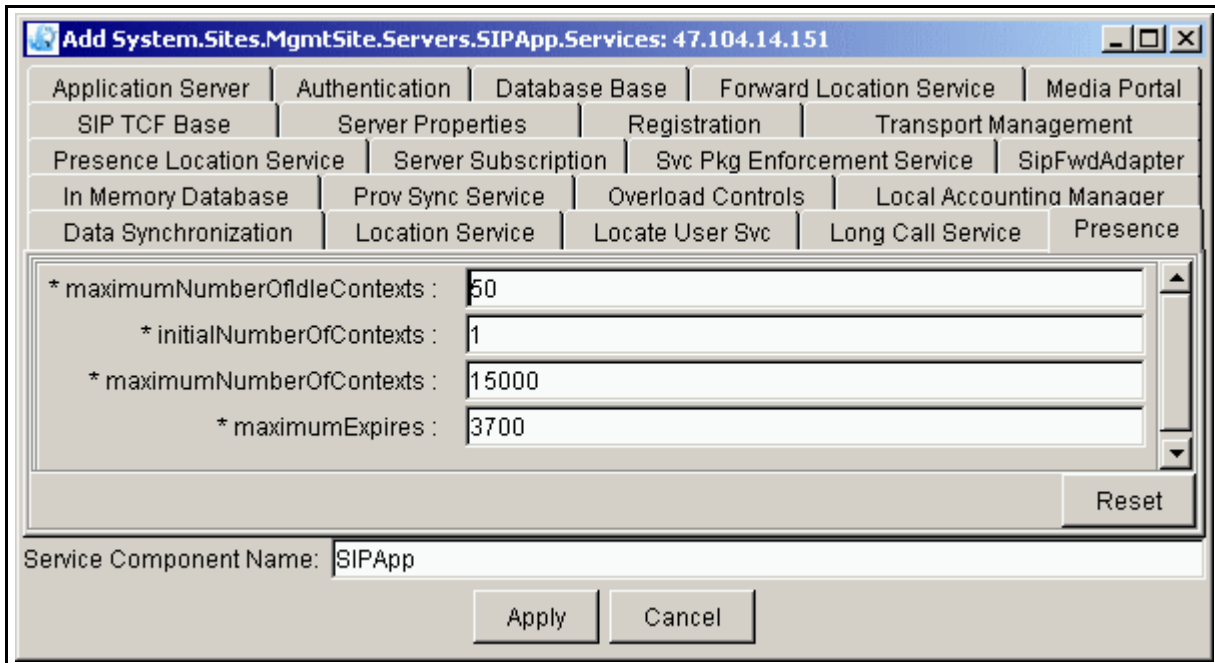 Add System.Sites.MgmtSite.Servers.SIPApp.Services: 47.104.14.151
Application Server Authentication Database Base Forward Location Service Media Portal
SIP TCF Base Server Properties Registration Transport Management
Presence Location Service Server Subscription Svc Pkg Enforcement Service SipFwdAdapter
In Memory Database Prov Sync Service Overload Controls Local Accounting Manager
Data Synchronization Location Service Locate User Svc Long Call Service Presence
* maximumNumberOfIdleContexts : 50
* initialNumberOfContexts : 1
* maximumNumberOfContexts : 15000
* maximumExpires : 3700
Reset
Service Component Name: SIPApp
Apply Cancel